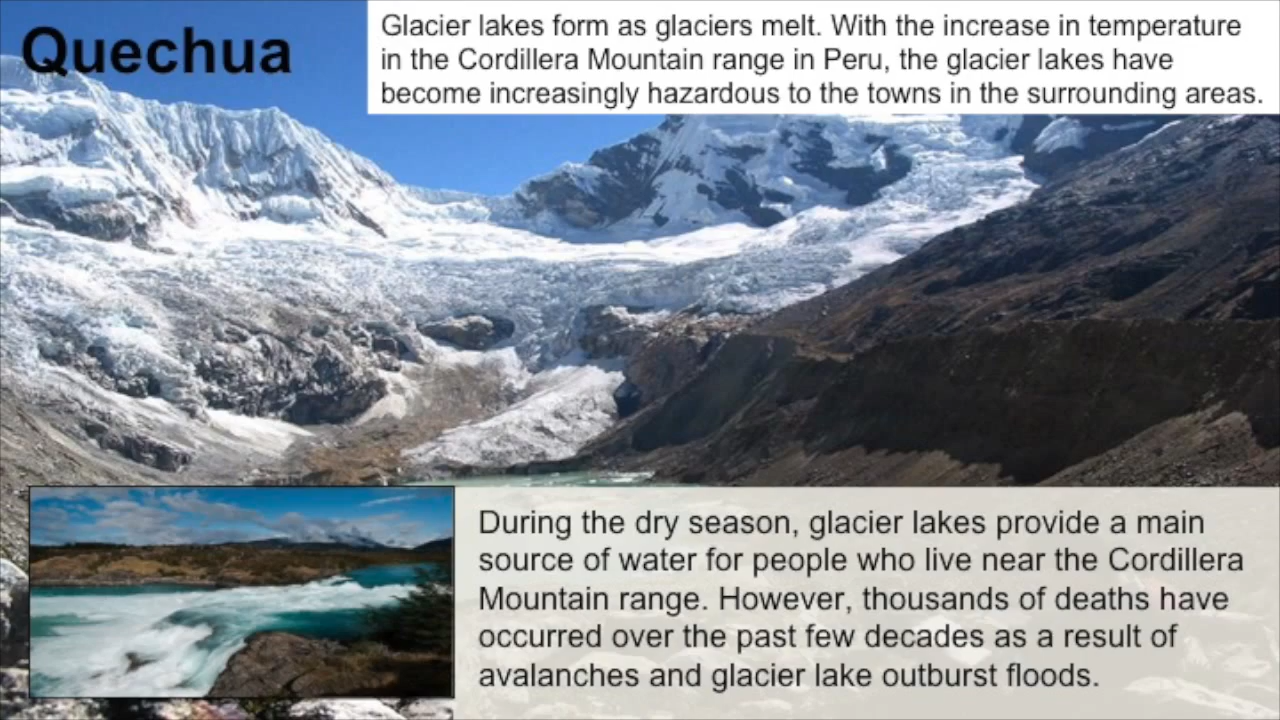 Quechua
Glacier lakes form as glaciers melt. With the increase in temperature
in the Cordillera Mountain range in Peru, the glacier lakes have
become increasingly hazardous to the towns in the surrounding areas.
During the dry season, glacier lakes provide a main
source of water for people who live near the Cordillera
Mountain range. However, thousands of deaths have
occurred over the past few decades as a result of
avalanches and glacier lake outburst floods.